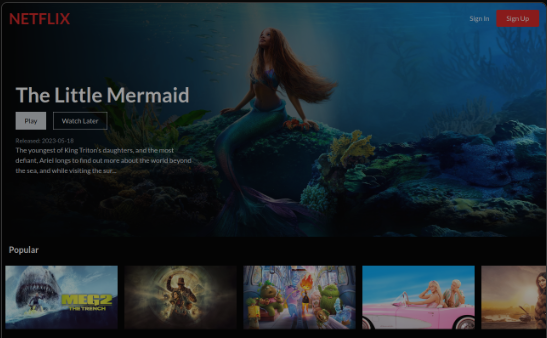 NETFLIX
Sign In
Sign Up
The Little Mermaid
Play
Watch Later
Released: 2023-05-18
The youngest of King Triton's daughters, and the most
defiant, Ariel longs to find out more about the world beyond
the sea, and while visiting the sur...
Popular
MEG2
THE TRENCH